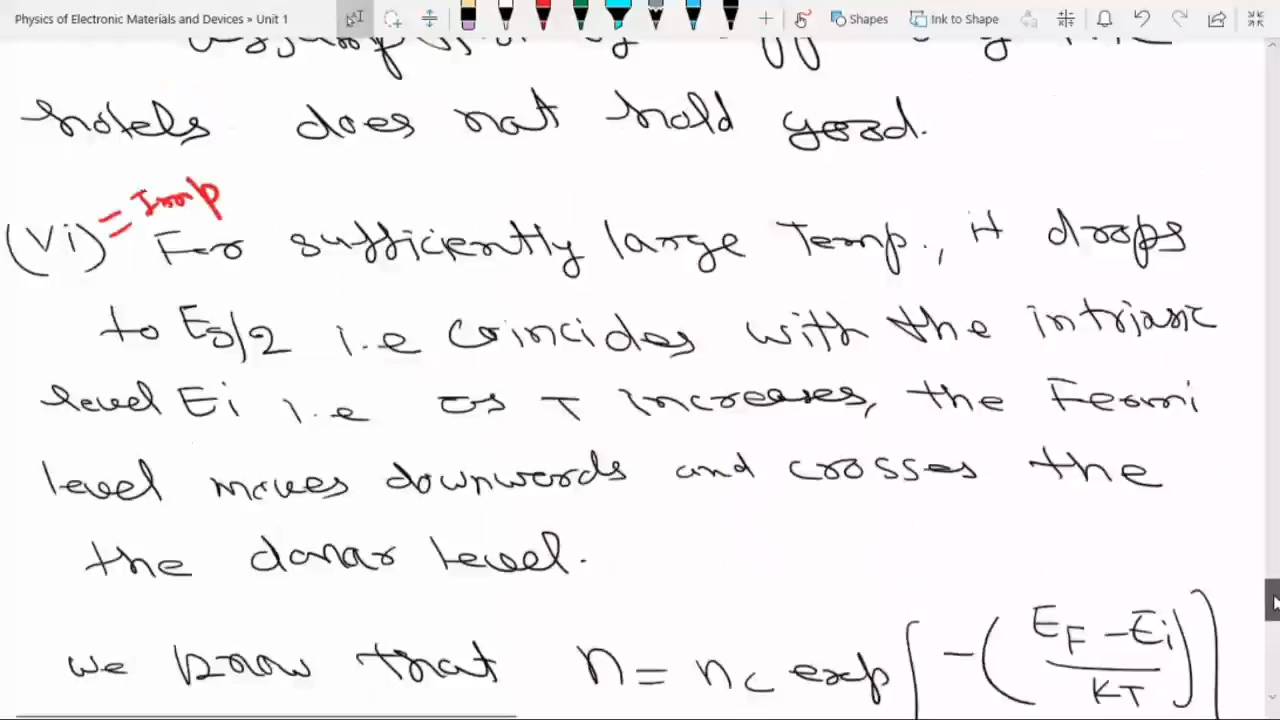 Physics of Electronic Materials and Devices » Unit 1
Shapes
Ink to Shape
hotels does not hold good.
= Imp
(Vi) For sufficiently large Temp., it drops
to Eg/2 i.e coincides with the intrinsic
level Ei i.e as T increases, the Fermi
level moves downwards and crosses the
the donar level.
we know that n = nc exp [-(EF - Ei / KT)]